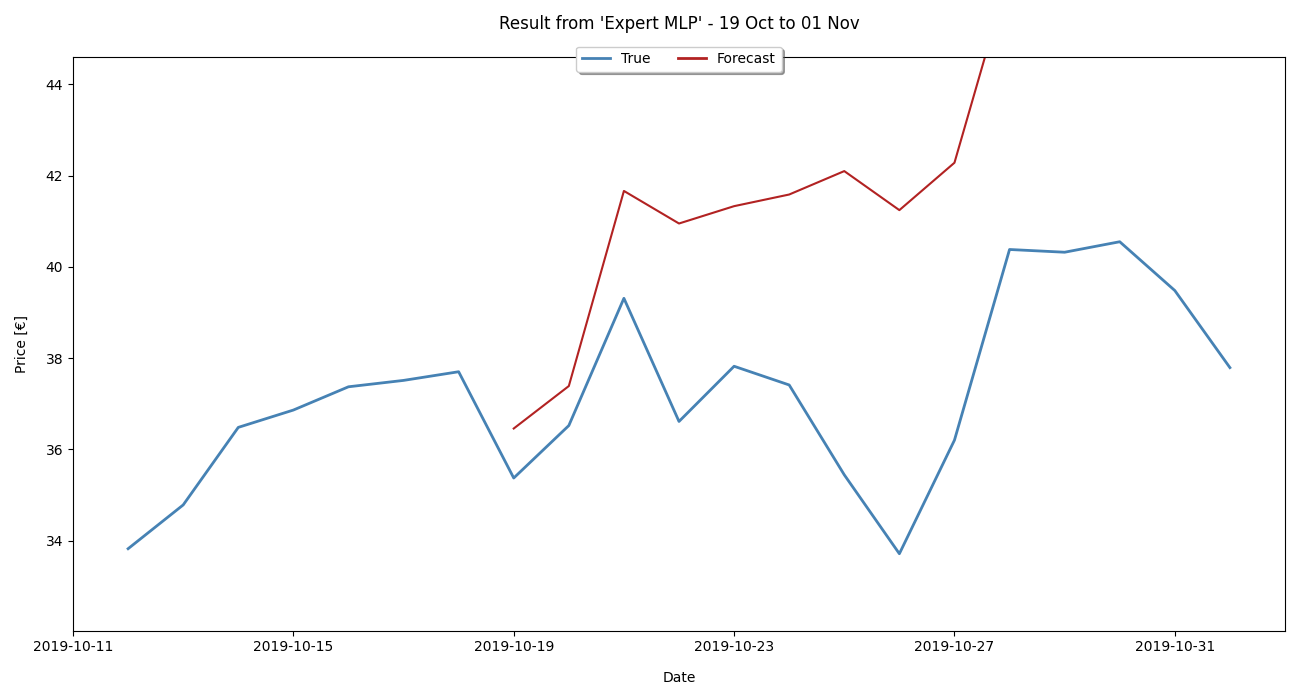 Result from 'Expert MLP' - 19 Oct to 01 Nov
True Forecast
44
42
40
38
36
34
Price [€]
2019-10-11 2019-10-15 2019-10-19 2019-10-23 2019-10-27 2019-10-31
Date